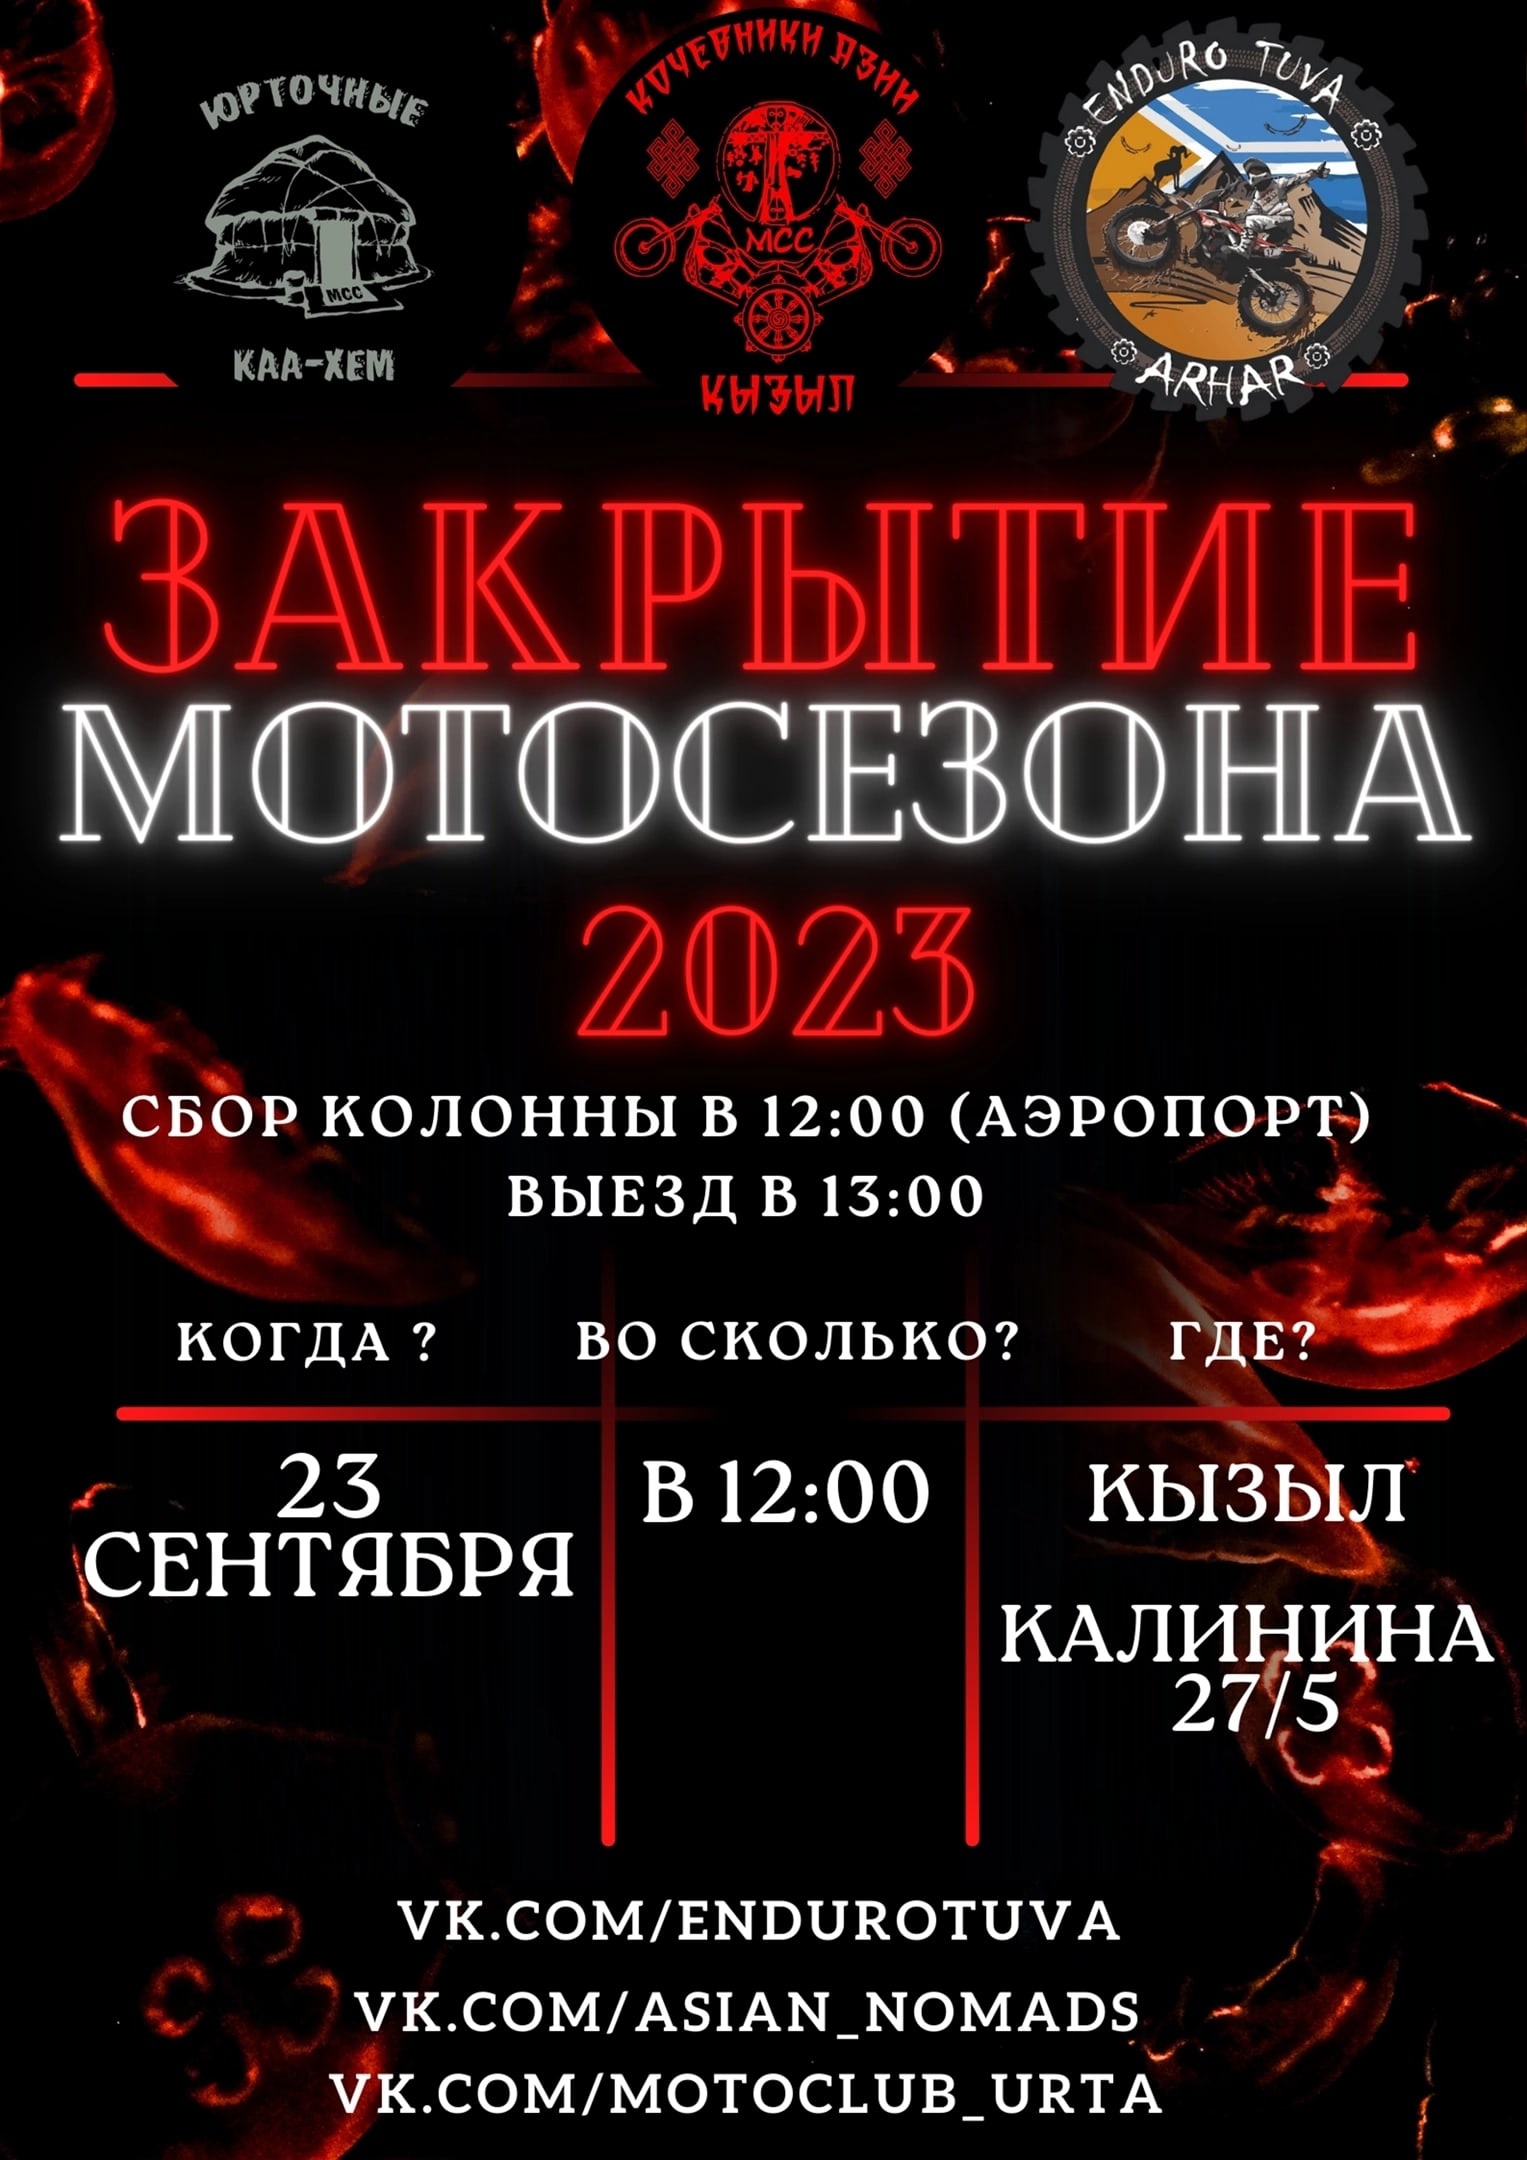 ЮРТОЧНЫЕ
МСС
КАА-ХЕМ
КОЧЕВНИКИ АЗИИ
МСС
КЫЗЫЛ
ENDURO TUVA
ARHAR
ЗАКРЫТИЕ
МОТОСЕЗОНА
2023
СБОР КОЛОННЫ В 12:00 (АЭРОПОРТ)
ВЫЕЗД В 13:00
КОГДА ?
ВО СКОЛЬКО?
ГДЕ?
23
СЕНТЯБРЯ
В 12:00
КЫЗЫЛ
КАЛИНИНА
27/5
VK.COM/ENDUROTUVA
VK.COM/ASIAN_NOMADS
VK.COM/MOTOCLUB_URTA